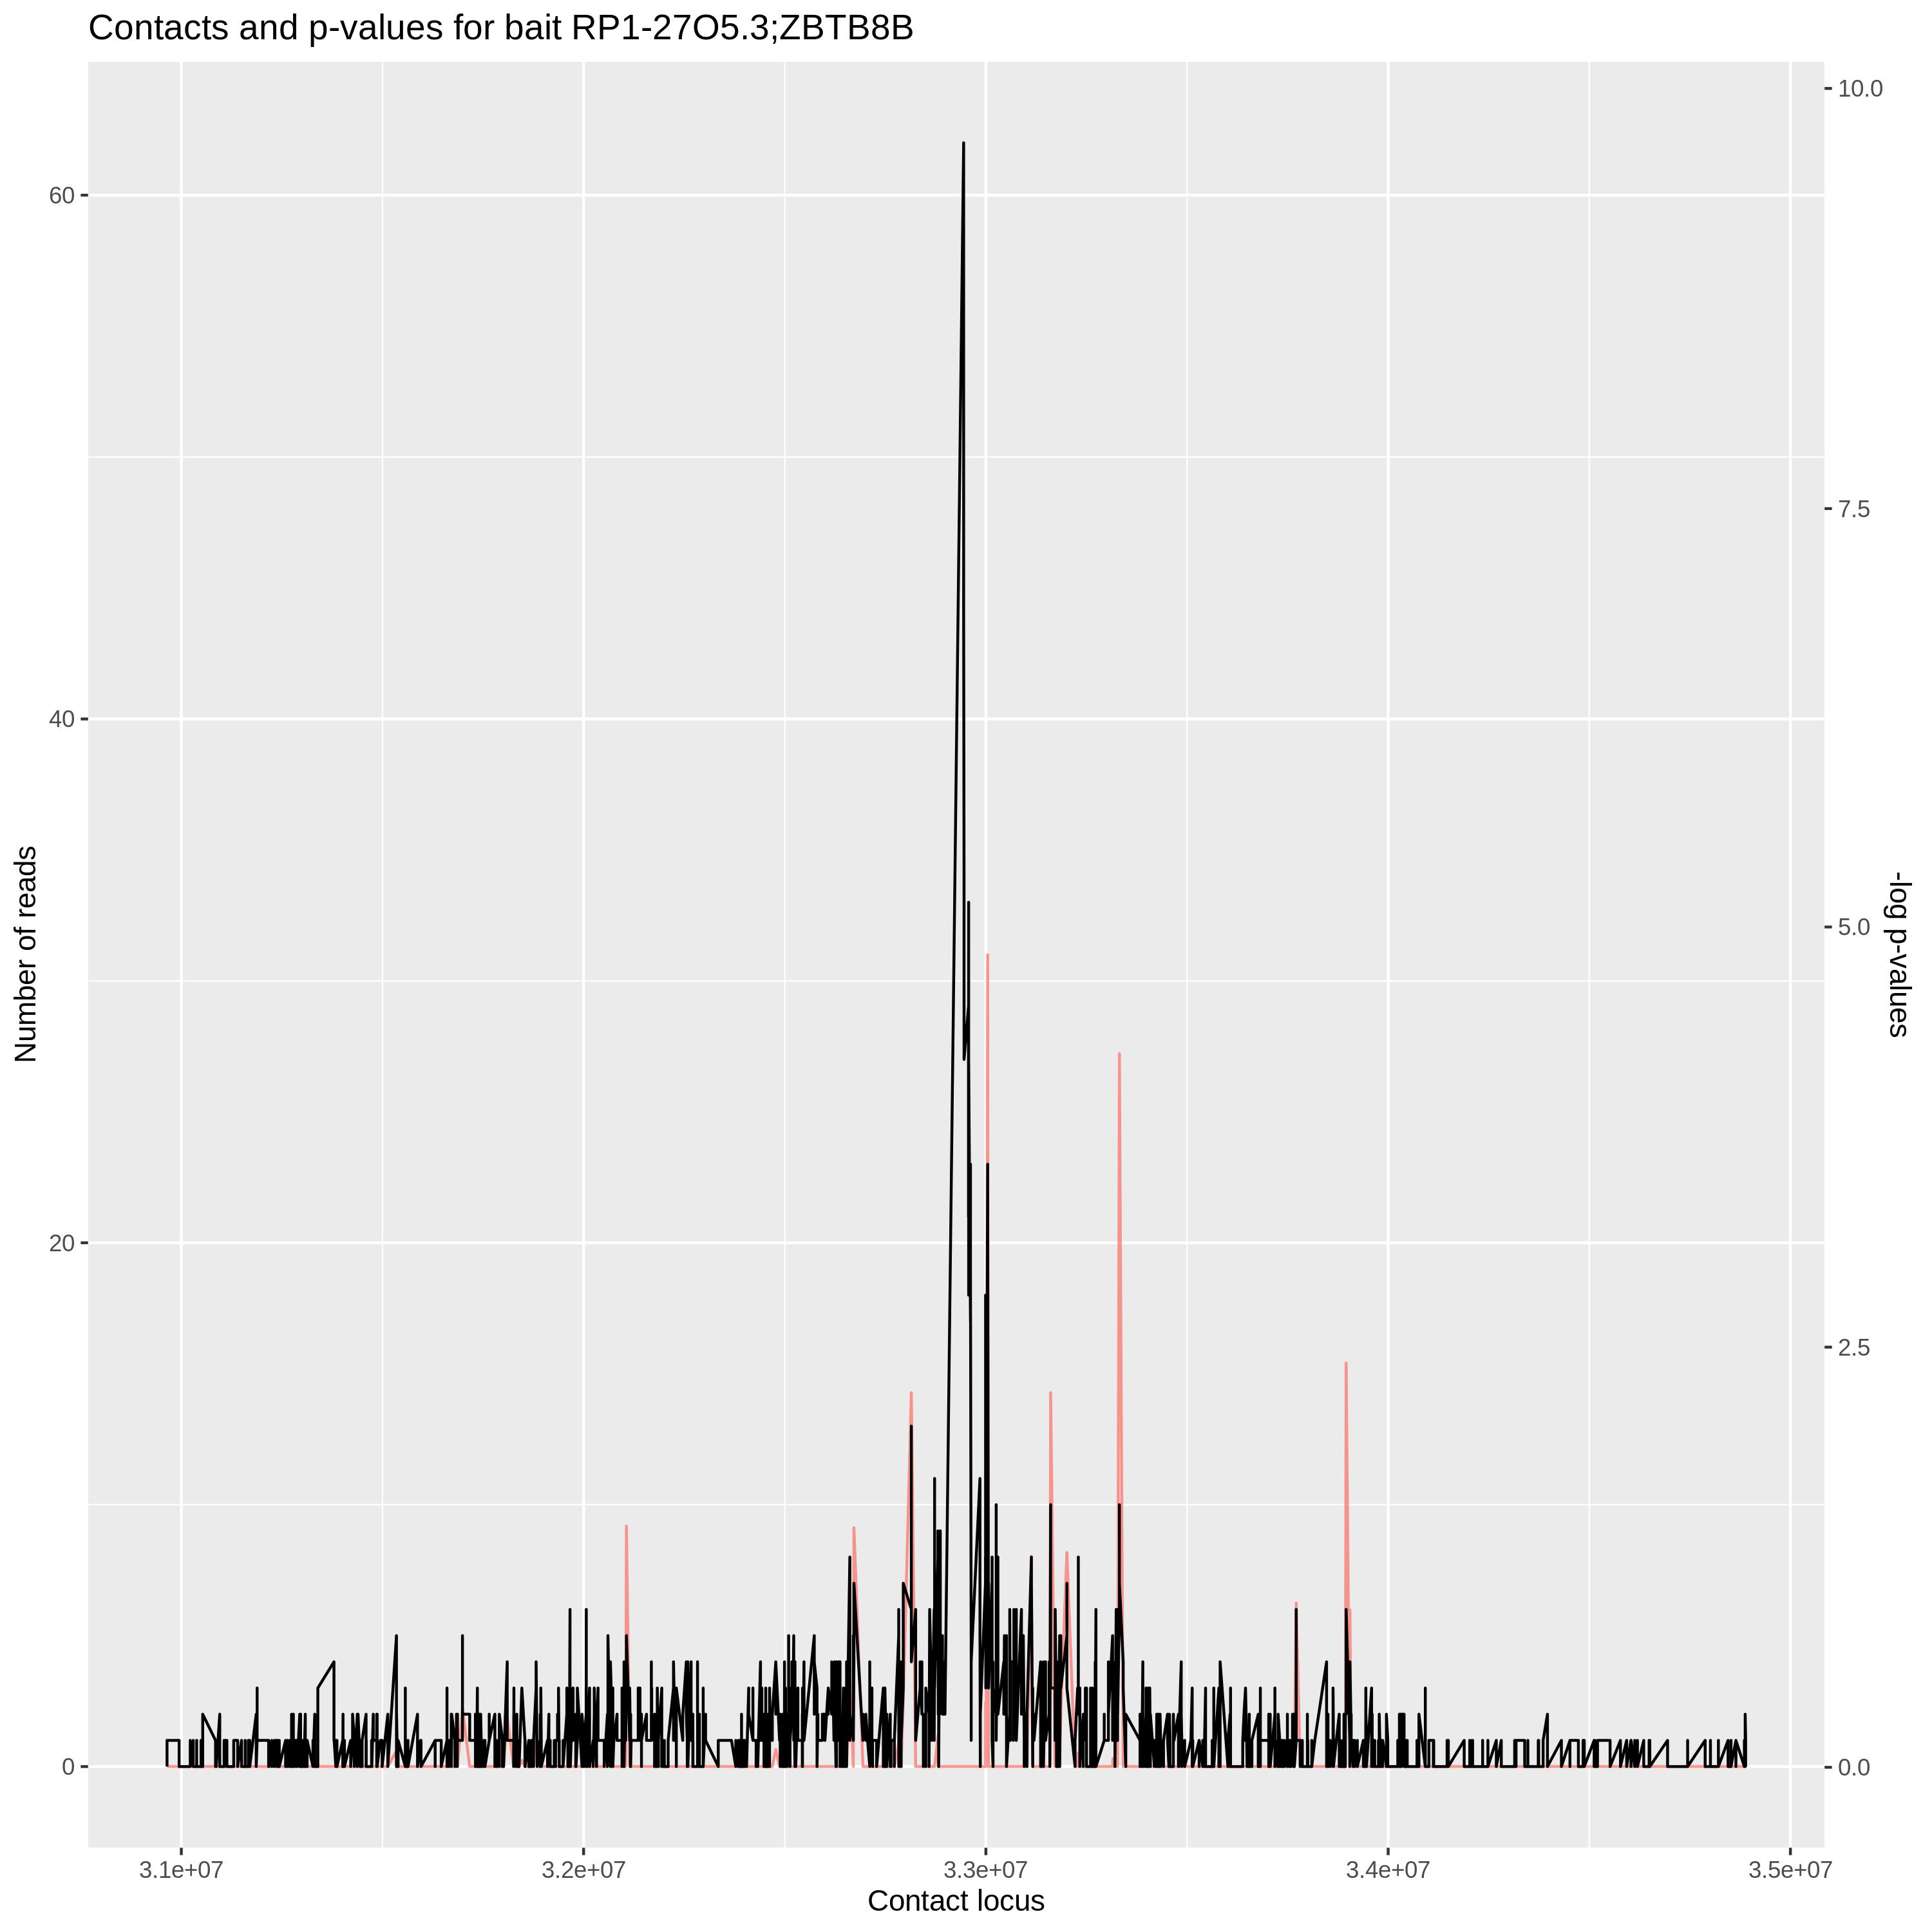 Contacts and p-values for bait RP1-27O5.3;ZBTB8B
10.0
60
7.5
40
5.0
Number of reads
-log p-values
20
2.5
0
0.0
3.1e+07
3.2e+07
3.3e+07
3.4e+07
3.5e+07
Contact locus